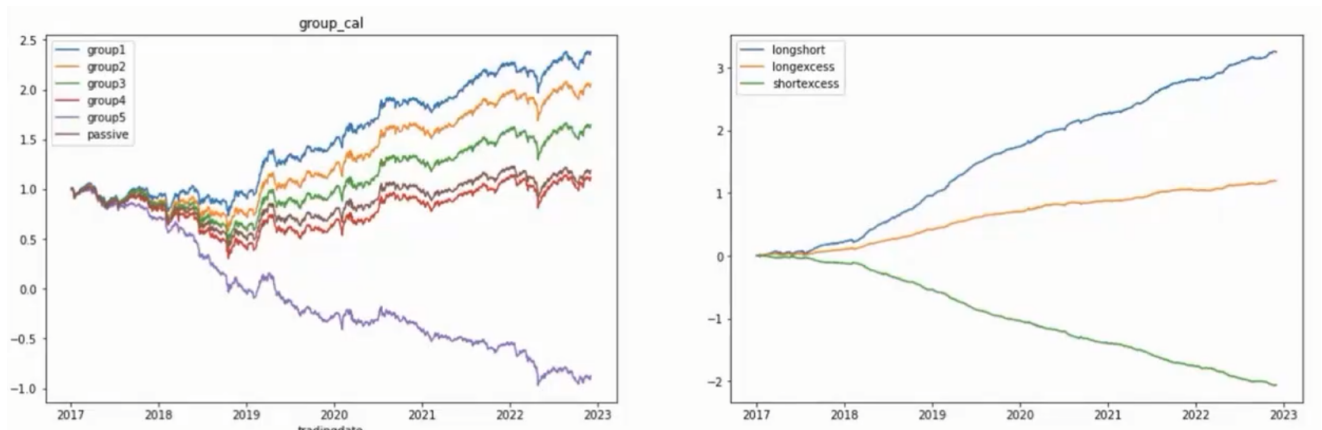 group_cal
2.5
2.0
1.5
1.0
0.5
0.0
−0.5
−1.0
group1
group2
group3
group4
group5
passive
2017 2018 2019 2020 2021 2022 2023
tradingdate
3
2
1
0
−1
−2
longshort
longexcess
shortexcess
2017 2018 2019 2020 2021 2022 2023